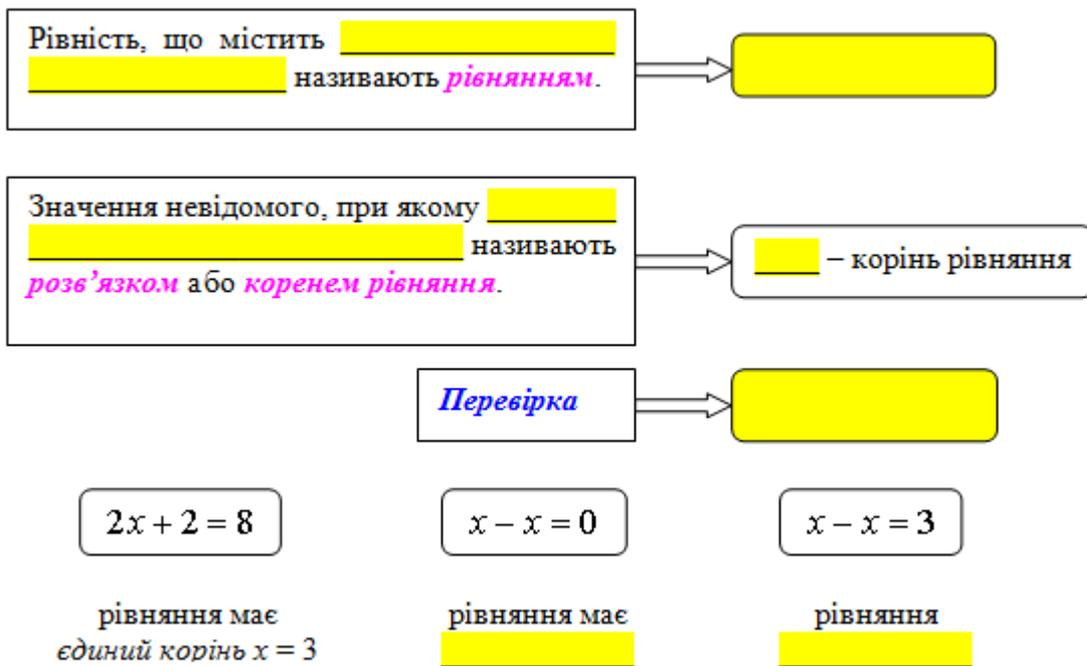 Рівність, що містить
називають рівнянням.
Значення невідомого, при якому
називають
розв’язком або коренем рівняння.
– корінь рівняння
Перевірка
2x + 2 = 8
x – x = 0
x – x = 3
рівняння має
єдиний корінь x = 3
рівняння має
рівняння